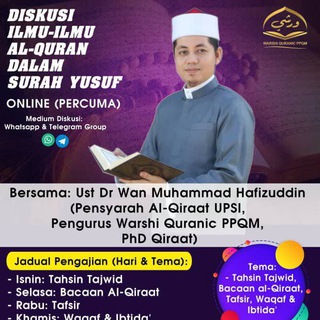 DISKUSI
ILMU-ILMU
AL-QURAN
DALAM
SURAH YUSUF
ONLINE (PERCUMA)
Medium Diskusi:
Whatsapp & Telegram Group
ورشى
WARSHI QURANIC PPQM
Bersama: Ust Dr Wan Muhammad Hafizuddin
(Pensyarah Al-Qiraat UPSI,
Pengurus Warshi Quranic PPQM,
PhD Qiraat)
Jadual Pengajian (Hari & Tema):
- Isnin: Tahsin Tajwid
- Selasa: Bacaan Al-Qiraat
- Rabu: Tafsir
- Khamis: Waqaf & Ibtida'
Tema:
- Tahsin Tajwid,
Bacaan al-Qiraat,
Tafsir, Waqaf &
Ibtida'